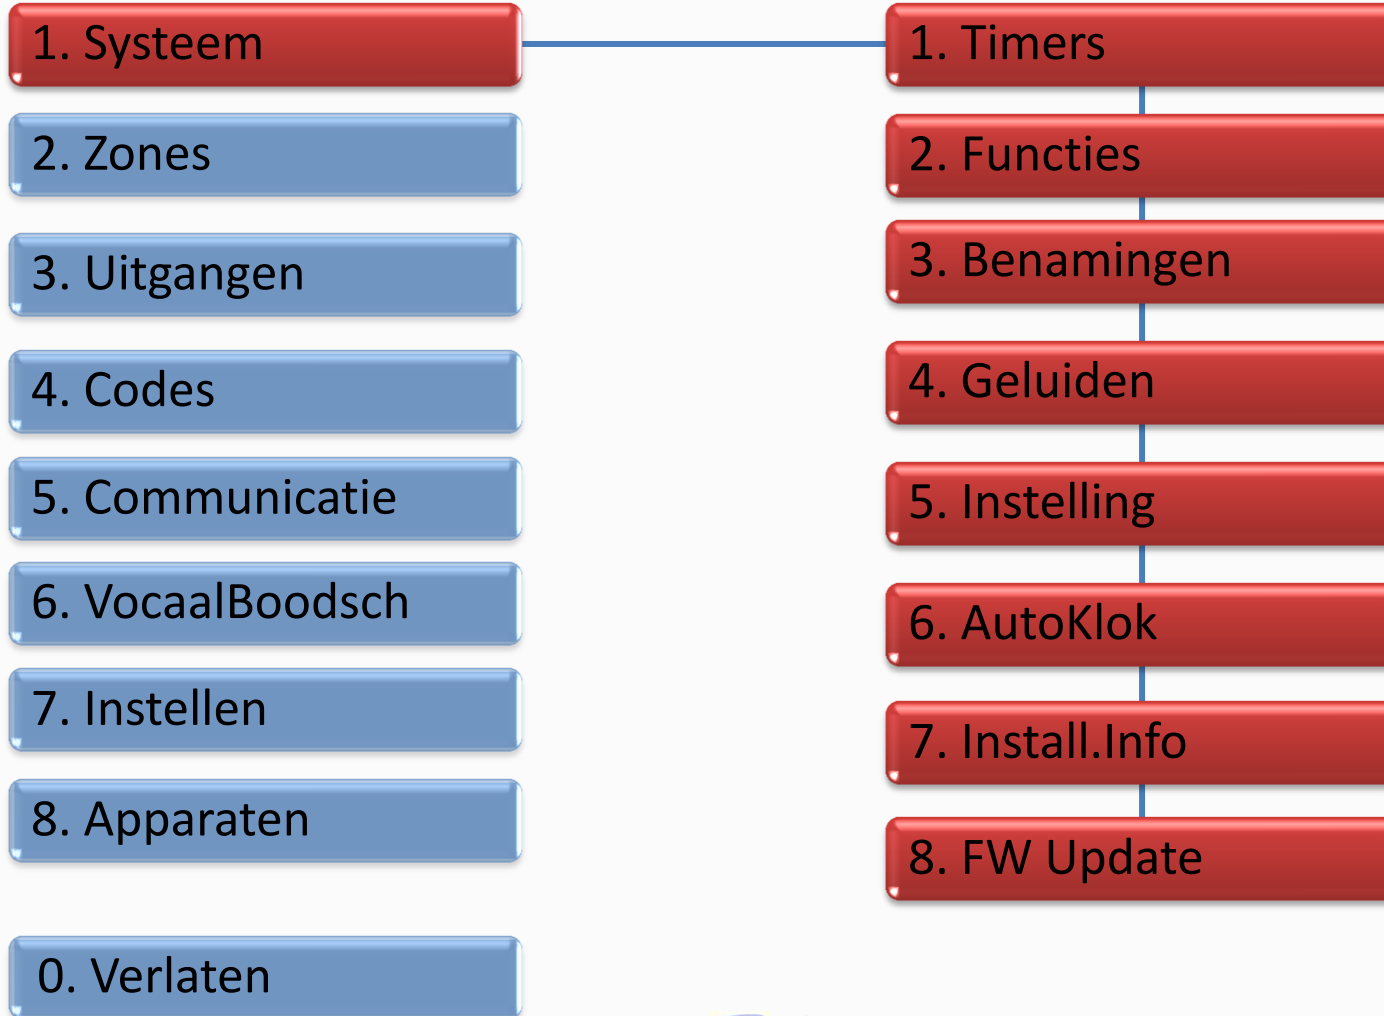 1. Systeem
2. Zones
3. Uitgangen
4. Codes
5. Communicatie
6. VocaalBoodsch
7. Instellen
8. Apparaten
0. Verlaten
1. Timers
2. Functies
3. Benamingen
4. Geluiden
5. Instelling
6. AutoKlok
7. Install.Info
8. FW Update